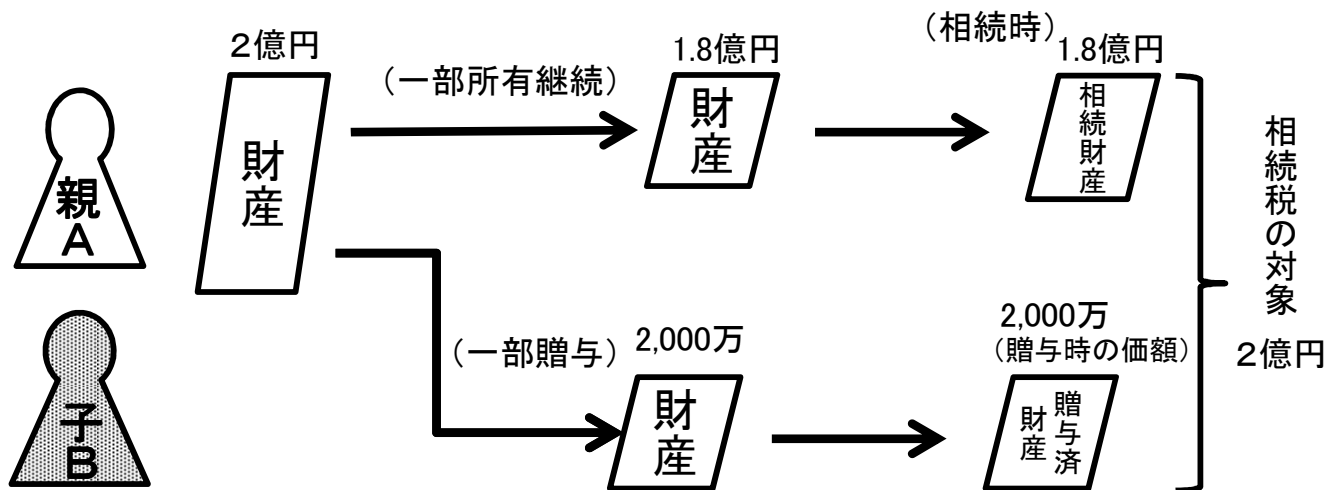 ２億円
1.8億円
（相続時）
1.8億円
（一部所有継続）
財産
財産
相続財産
親A
相続税の対象
２億円
（一部贈与）
2,000万
2,000万
（贈与時の価額）
財産
贈与済
財産
子B